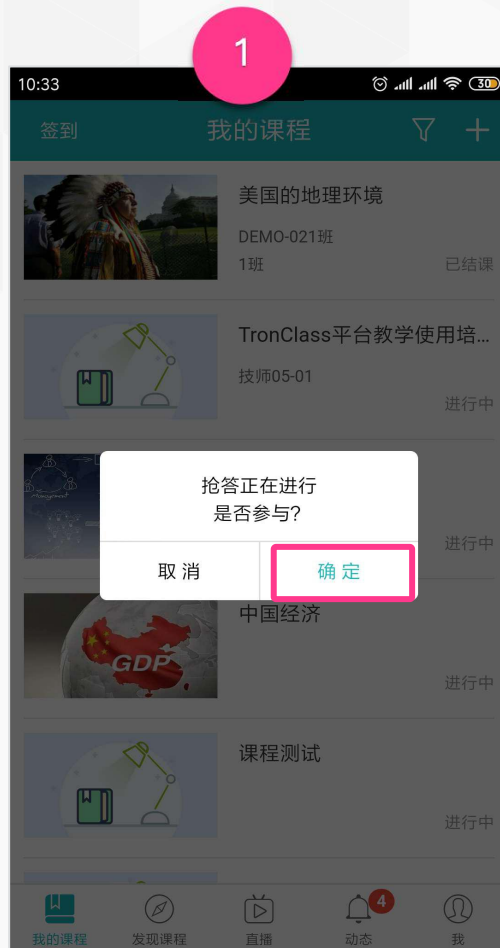 1
10:33
30
签到
我的课程
美国的地理环境
DEMO-021班
1班
已结课
TronClass平台教学使用培...
技师05-01
进行中
Management
抢答正在进行
是否参与?
进行中
取消
确定
中国经济
GDP
进行中
课程测试
进行中
4
我的课程
发现课程
直播
动态
我